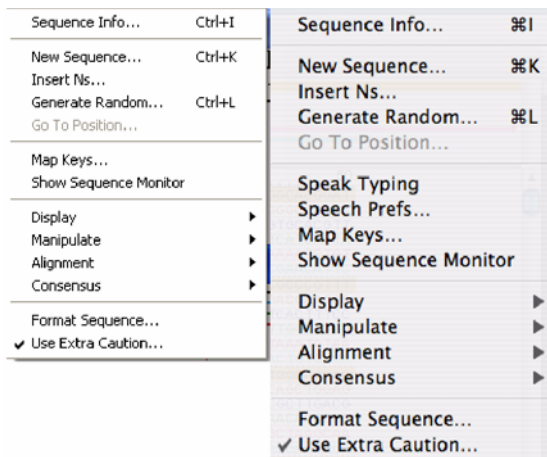 Sequence Info... Ctrl+I
New Sequence... Ctrl+K
Insert Ns...
Generate Random... Ctrl+L
Go To Position...
Map Keys...
Show Sequence Monitor
Display
Manipulate
Alignment
Consensus
Format Sequence...
✓ Use Extra Caution...
Sequence Info... ⌘I
New Sequence... ⌘K
Insert Ns...
Generate Random... ⌘L
Go To Position...
Speak Typing
Speech Prefs...
Map Keys...
Show Sequence Monitor
Display
Manipulate
Alignment
Consensus
Format Sequence...
✓ Use Extra Caution...